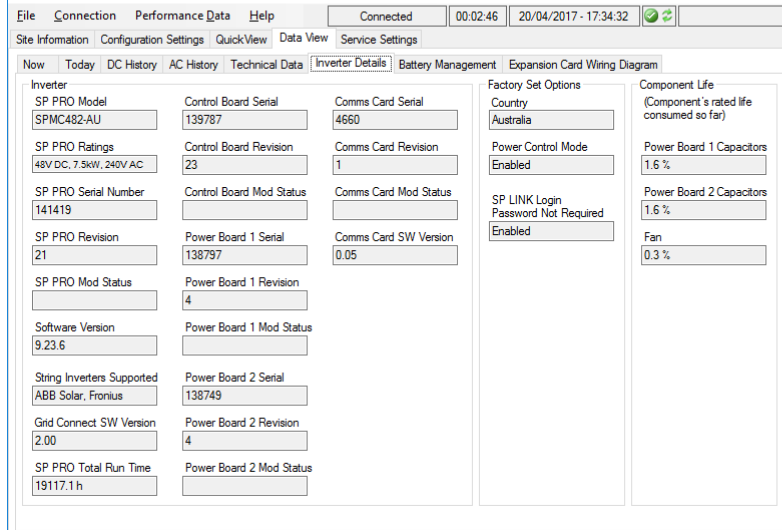 File Connection Performance Data Help Connected 00:02:46 20/04/2017 - 17:34:32
Site Information Configuration Settings QuickView Data View Service Settings
Now Today DC History AC History Technical Data Inverter Details Battery Management Expansion Card Wiring Diagram
Inverter
SP PRO Model
SPMC482-AU
SP PRO Ratings
48V DC, 7.5kW, 240V AC
SP PRO Serial Number
141419
SP PRO Revision
21
SP PRO Mod Status
Software Version
9.23.6
String Inverters Supported
ABB Solar, Fronius
Grid Connect SW Version
2.00
SP PRO Total Run Time
19117.1 h
Control Board Serial
139787
Control Board Revision
23
Control Board Mod Status
Power Board 1 Serial
138797
Power Board 1 Revision
4
Power Board 1 Mod Status
Power Board 2 Serial
138749
Power Board 2 Revision
4
Power Board 2 Mod Status
Comms Card Serial
4660
Comms Card Revision
1
Comms Card Mod Status
Comms Card SW Version
0.05
Factory Set Options
Country
Australia
Power Control Mode
Enabled
SP LINK Login
Password Not Required
Enabled
Component Life
(Component's rated life
consumed so far)
Power Board 1 Capacitors
1.6 %
Power Board 2 Capacitors
1.6 %
Fan
0.3 %